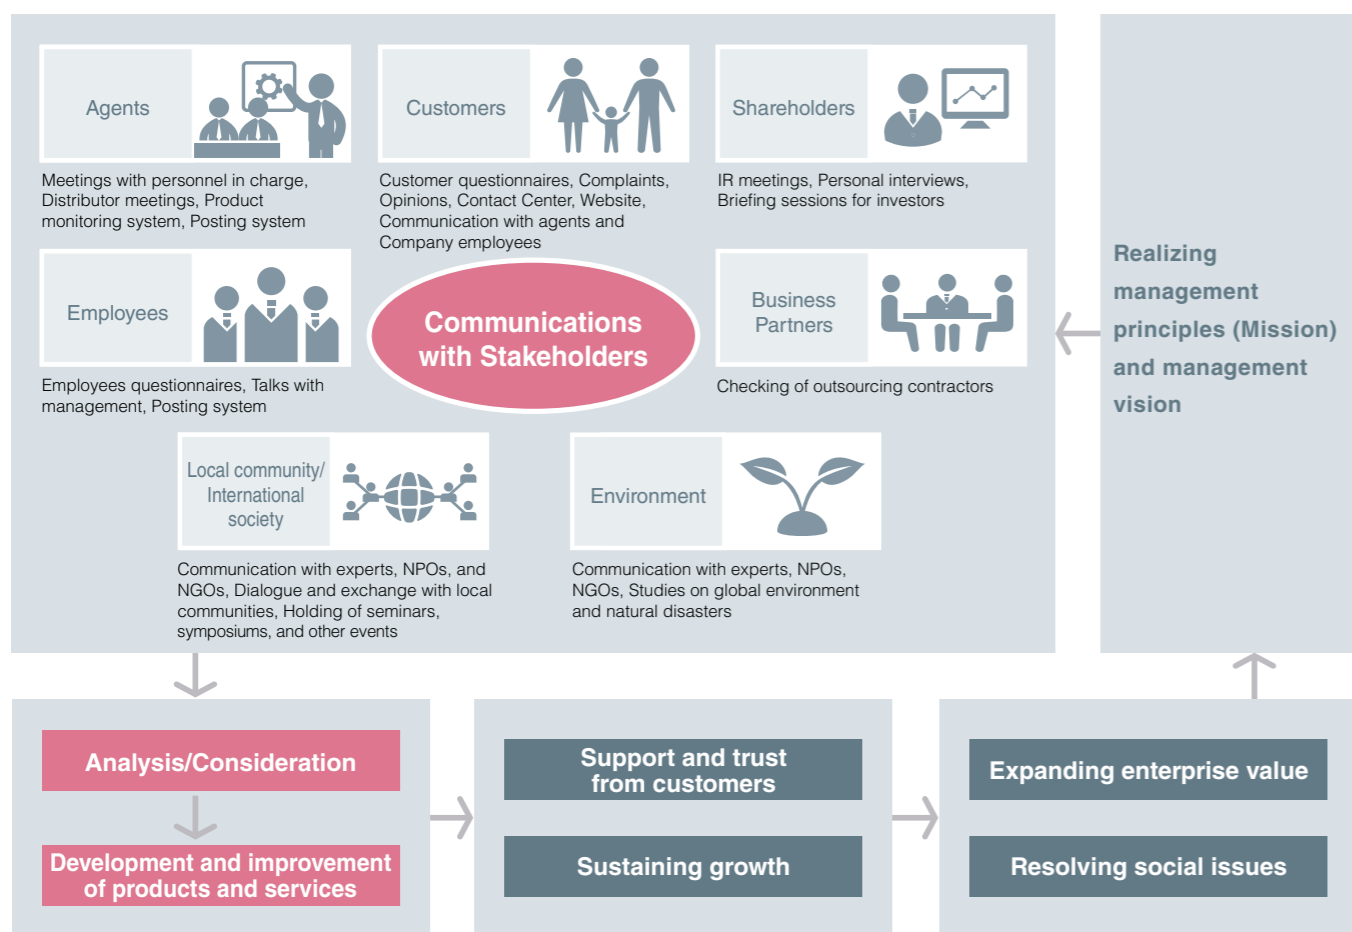 Agents
Meetings with personnel in charge,
Distributor meetings, Product
monitoring system, Posting system
Customers
Customer questionnaires, Complaints,
Opinions, Contact Center, Website,
Communication with agents and
Company employees
Shareholders
IR meetings, Personal interviews,
Briefing sessions for investors
Employees
Employees questionnaires, Talks with
management, Posting system
Communications
with Stakeholders
Business
Partners
Checking of outsourcing contractors
Local community/
International
society
Communication with experts, NPOs, and
NGOs, Dialogue and exchange with local
communities, Holding of seminars,
symposiums, and other events
Environment
Communication with experts, NPOs,
NGOs, Studies on global environment
and natural disasters
Realizing
management
principles (Mission)
and management
vision
Analysis/Consideration
Development and improvement
of products and services
Support and trust
from customers
Sustaining growth
Expanding enterprise value
Resolving social issues